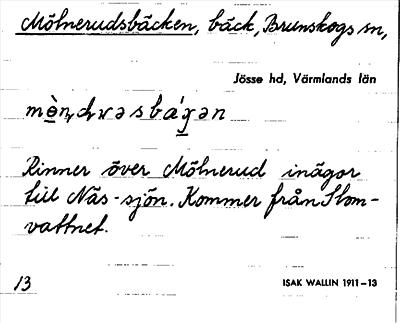 Mölnerudsbäcken, bäck, Brunskogs sn,
Jösse hd, Värmlands län
Rinner över Mölnerud inägor
till Näs-sjön. Kommer från Slom-
vattnet.
13
ISAK WALLIN 1911-13